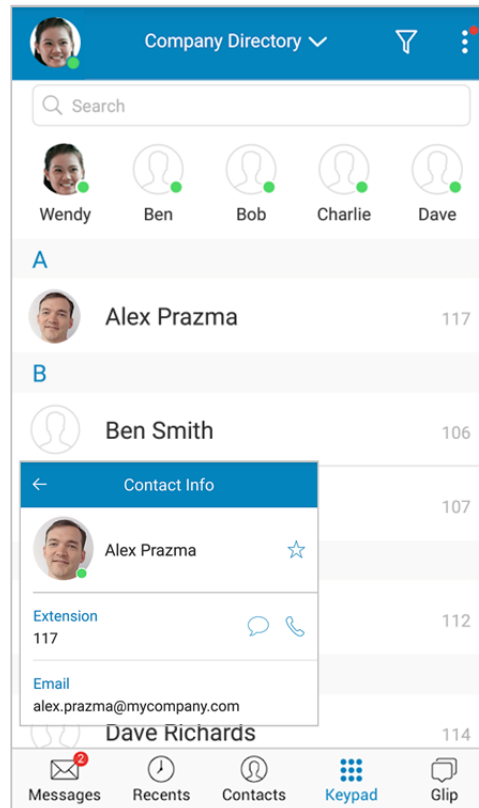 Company Directory
Search
Wendy Ben Bob Charlie Dave
A
Alex Prazma 117
B
Ben Smith 106
107
112
Contact Info
Alex Prazma
Extension
117
Email
alex.prazma@mycompany.com
Dave Richards 114
2
Messages Recents Contacts Keypad Glip